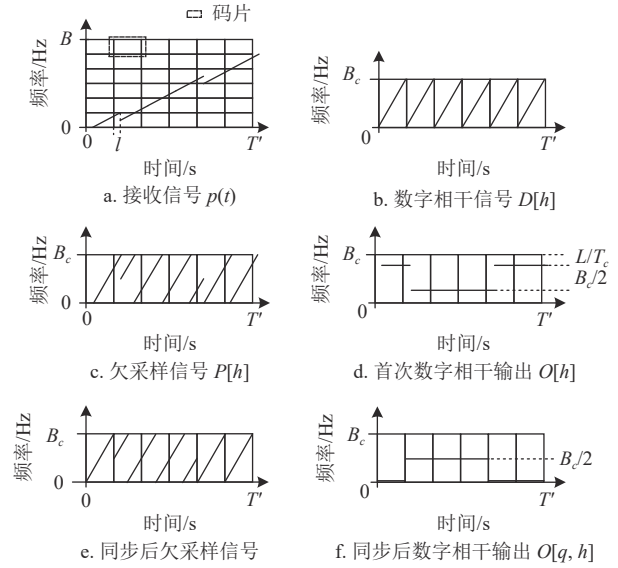 码片
B
频率/Hz
0
0
l
T′
时间/s
a. 接收信号 p(t)
B_c
频率/Hz
0
T′
时间/s
b. 数字相干信号 D[h]
B_c
频率/Hz
0
0
T′
时间/s
c. 欠采样信号 P[h]
B_c
频率/Hz
0
L/T_c
B_c/2
T′
时间/s
d. 首次数字相干输出 O[h]
B_c
频率/Hz
0
0
T′
时间/s
e. 同步后欠采样信号
B_c
频率/Hz
0
B_c/2
T′
时间/s
f. 同步后数字相干输出 O[q, h]